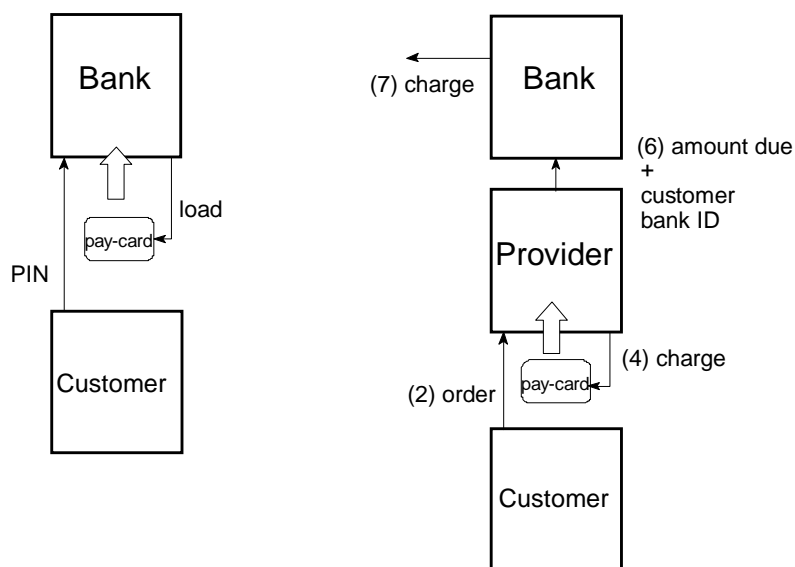 Bank
load
pay-card
PIN
Customer
Bank
(7) charge
(6) amount due
+
customer
bank ID
Provider
(4) charge
pay-card
(2) order
Customer